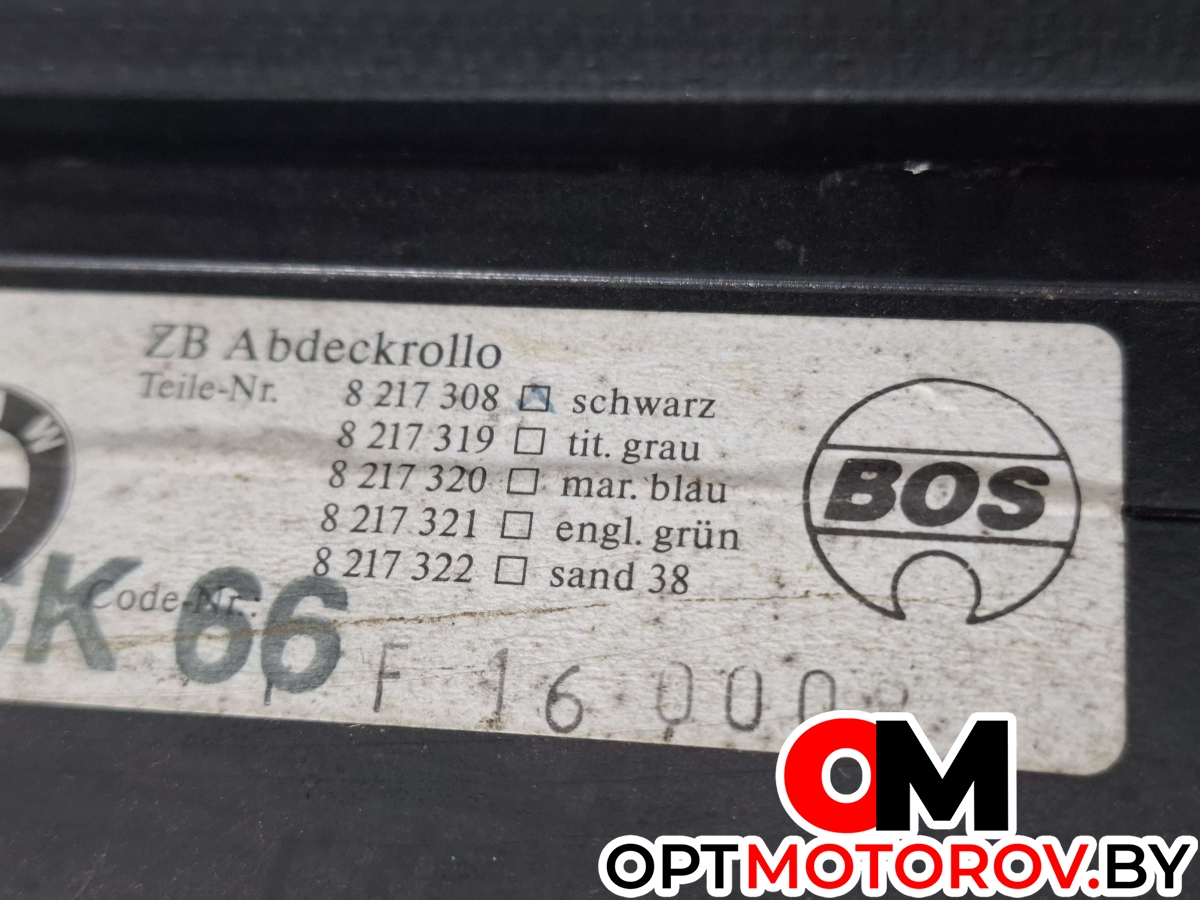 ZB Abdeckrollo
Teile-Nr. 8 217 308 schwarz
8 217 319 tit. grau
8 217 320 mar. blau
8 217 321 engl. grün
8 217 322 sand 38
BOS
Code-Nr.:
K 66
F 16 000
OM
OPTMOTOROV.BY